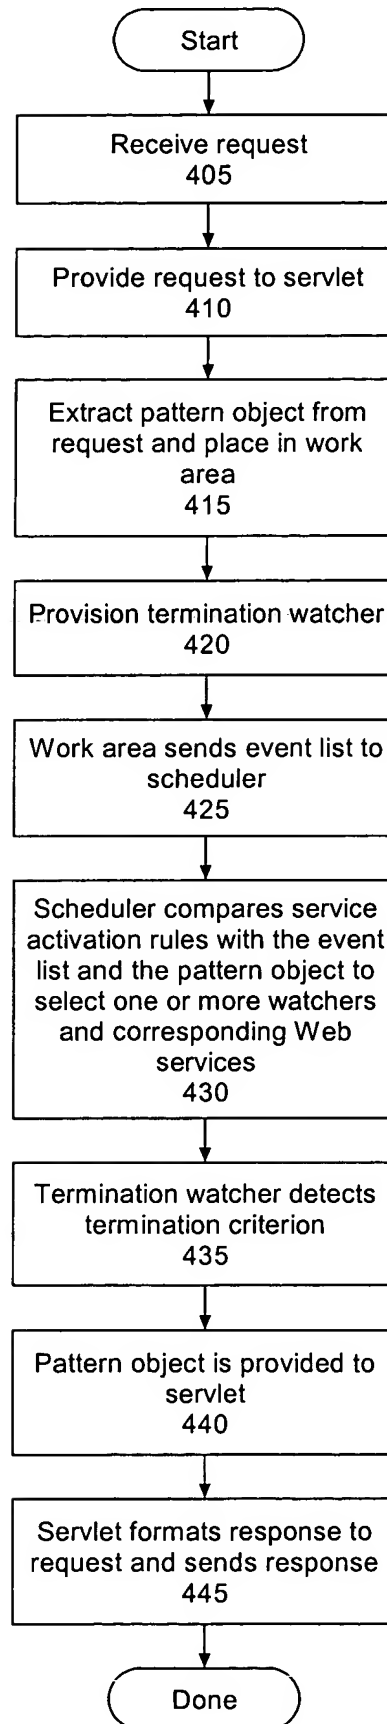 Start
Receive request
405
Provide request to servlet
410
Extract pattern object from
request and place in work
area
415
Provision termination watcher
420
Work area sends event list to
scheduler
425
Scheduler compares service
activation rules with the event
list and the pattern object to
select one or more watchers
and corresponding Web
services
430
Termination watcher detects
termination criterion
435
Pattern object is provided to
servlet
440
Servlet formats response to
request and sends response
445
Done